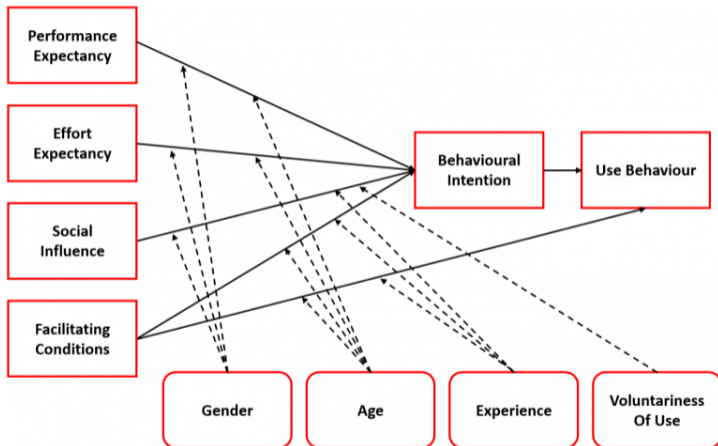 Performance
Expectancy
Effort
Expectancy
Behavioural
Intention
Use Behaviour
Social
Influence
Facilitating
Conditions
Gender
Age
Experience
Voluntariness
Of Use